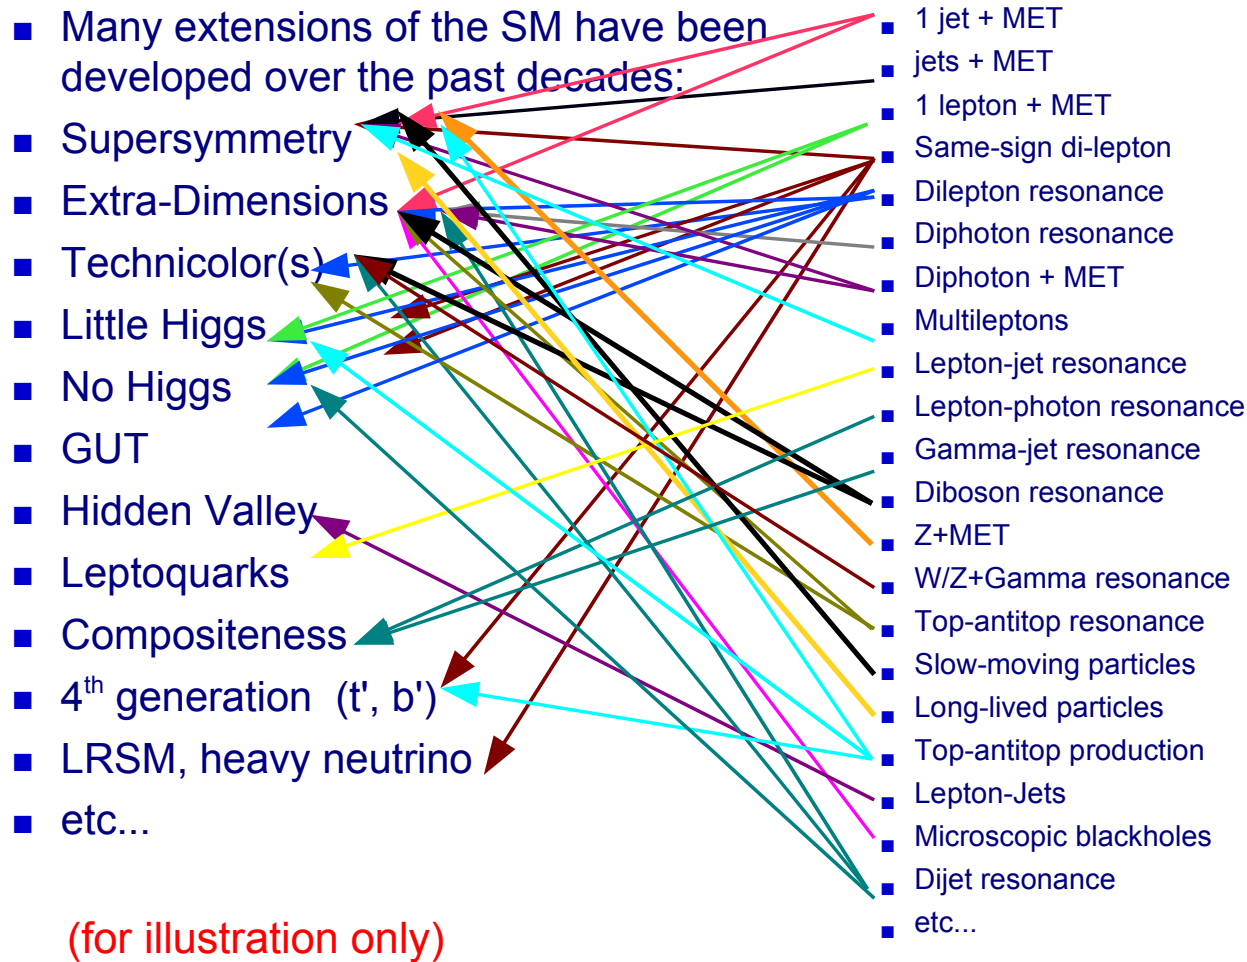 Many extensions of the SM have been
developed over the past decades:
Supersymmetry
Extra-Dimensions
Technicolor(s)
Little Higgs
No Higgs
GUT
Hidden Valley
Leptoquarks
Compositeness
4th generation (t', b')
LRSM, heavy neutrino
etc...
(for illustration only)
1 jet + MET
jets + MET
1 lepton + MET
Same-sign di-lepton
Dilepton resonance
Diphoton resonance
Diphoton + MET
Multileptons
Lepton-jet resonance
Lepton-photon resonance
Gamma-jet resonance
Diboson resonance
Z+MET
W/Z+Gamma resonance
Top-antitop resonance
Slow-moving particles
Long-lived particles
Top-antitop production
Lepton-Jets
Microscopic blackholes
Dijet resonance
etc...